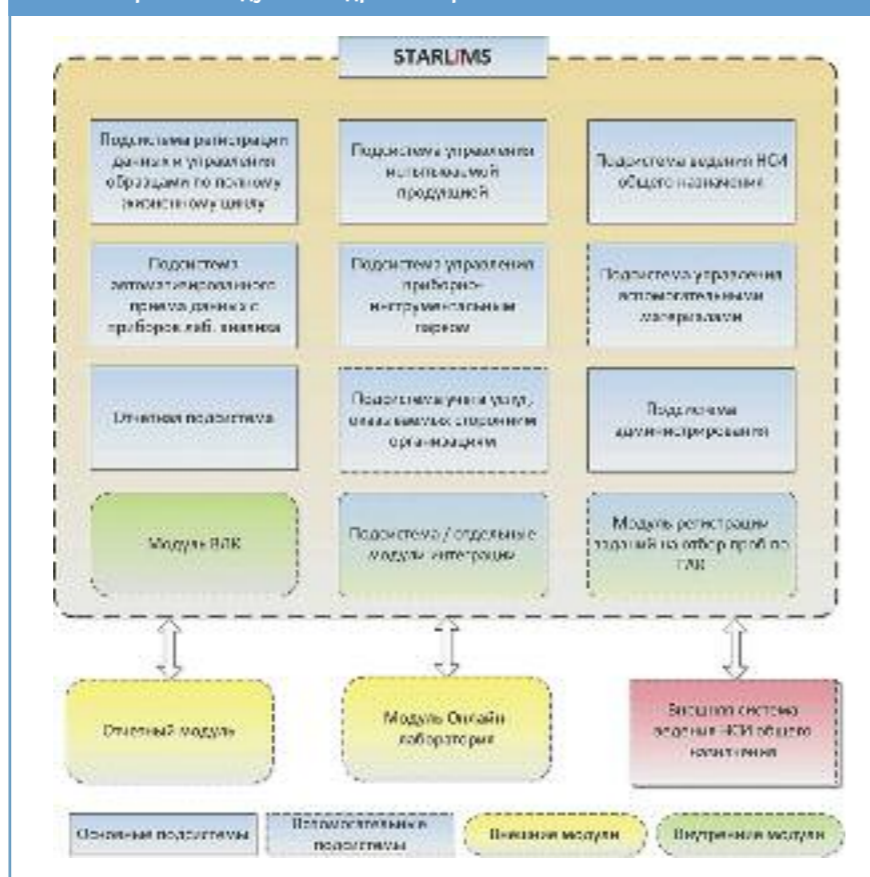 STARLIMS
Подсистема регистрации
данных и управления
образцами по полному
жизненному циклу
Подсистема управления
испытываемой
продукцией
Подсистема ведения НСИ
общего назначения
Подсистема
автоматизированного
приема данных с
приборов лаб. анализа
Подсистема управления
приборно-
инструментальным
парком
Подсистема управления
вспомогательными
материалами
Отчетная подсистема
Подсистема учета услуг,
оказываемых сторонним
организациям
Подсистема
администрирования
Модуль ВЛК
Подсистема / отдельные
модули интеграции
Модуль регистрации
заданий на отбор проб по
Отчетный модуль
Модуль Онлайн
лаборатория
Внешняя система
ведения НСИ общего
назначения
Основные подсистемы
Вспомогательные
подсистемы
Внешние модули
Внутренние модули